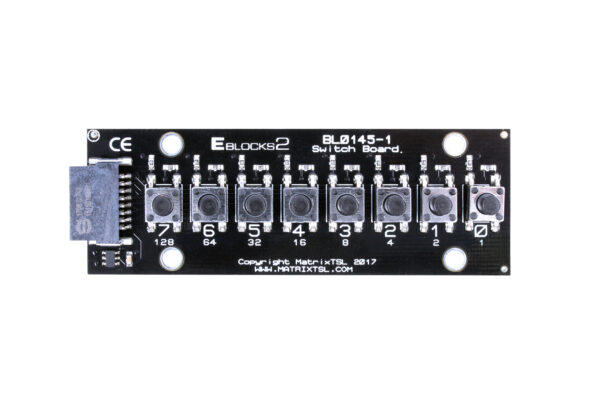 CE
E BLOCKS2
BL0145-1
Switch Board.
7 6 5 4 3 2 1 0
128 64 32 16 8 4 2 1
Copyright MatrixTSL 2017
WWW.MATRIXTSL.COM